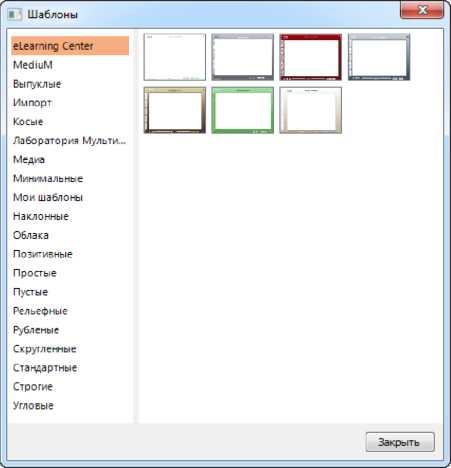 Шаблоны
eLearning Center
MediuM
Выпуклые
Импорт
Косые
Лаборатория Мульти...
Медиа
Минимальные
Мои шаблоны
Наклонные
Облака
Позитивные
Простые
Пустые
Рельефные
Рубленые
Скругленные
Стандартные
Строгие
Угловые
Закрыть